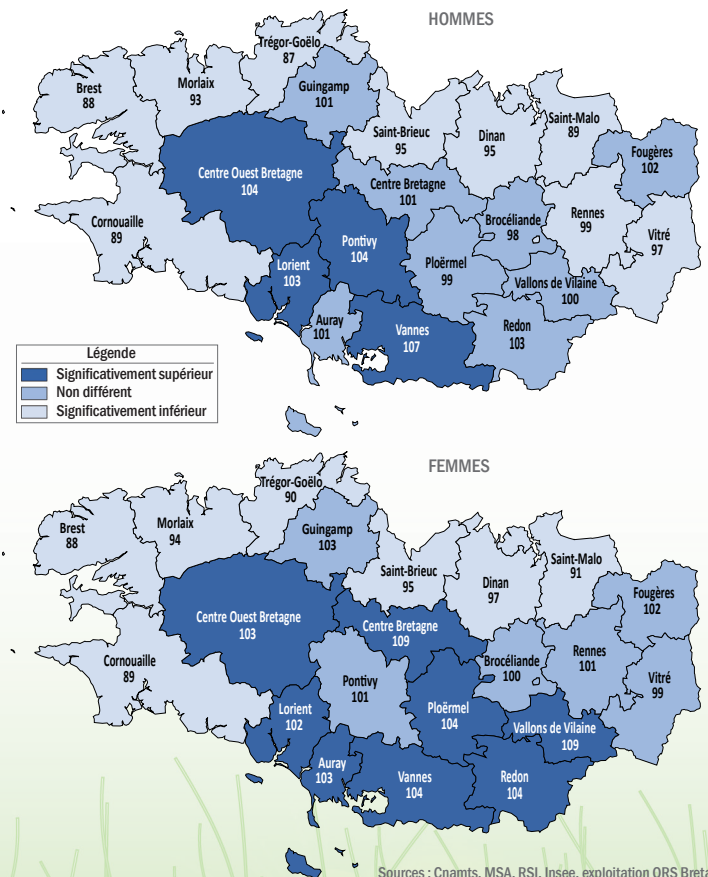 HOMMES
Trégor-Goëlo
87
Brest
88
Morlaix
93
Guingamp
101
Saint-Brieuc
95
Dinan
95
Saint-Malo
89
Fougères
102
Centre Ouest Bretagne
104
Centre Bretagne
101
Brocéliande
98
Rennes
99
Vitré
97
Cornouaille
89
Pontivy
104
Ploërmel
99
Lorient
103
Vallons de Vilaine
100
Auray
101
Vannes
107
Redon
103
Légende
Significativement supérieur
Non différent
Significativement inférieur
FEMMES
Trégor-Goëlo
90
Brest
88
Morlaix
94
Guingamp
103
Saint-Brieuc
95
Dinan
97
Saint-Malo
91
Fougères
102
Centre Ouest Bretagne
103
Centre Bretagne
109
Brocéliande
100
Rennes
101
Vitré
99
Cornouaille
89
Pontivy
101
Lorient
102
Ploërmel
104
Vallons de Vilaine
109
Auray
103
Vannes
104
Redon
104
Sources : Cnamts, MSA, RSI, Insee, exploitation ORS Breta